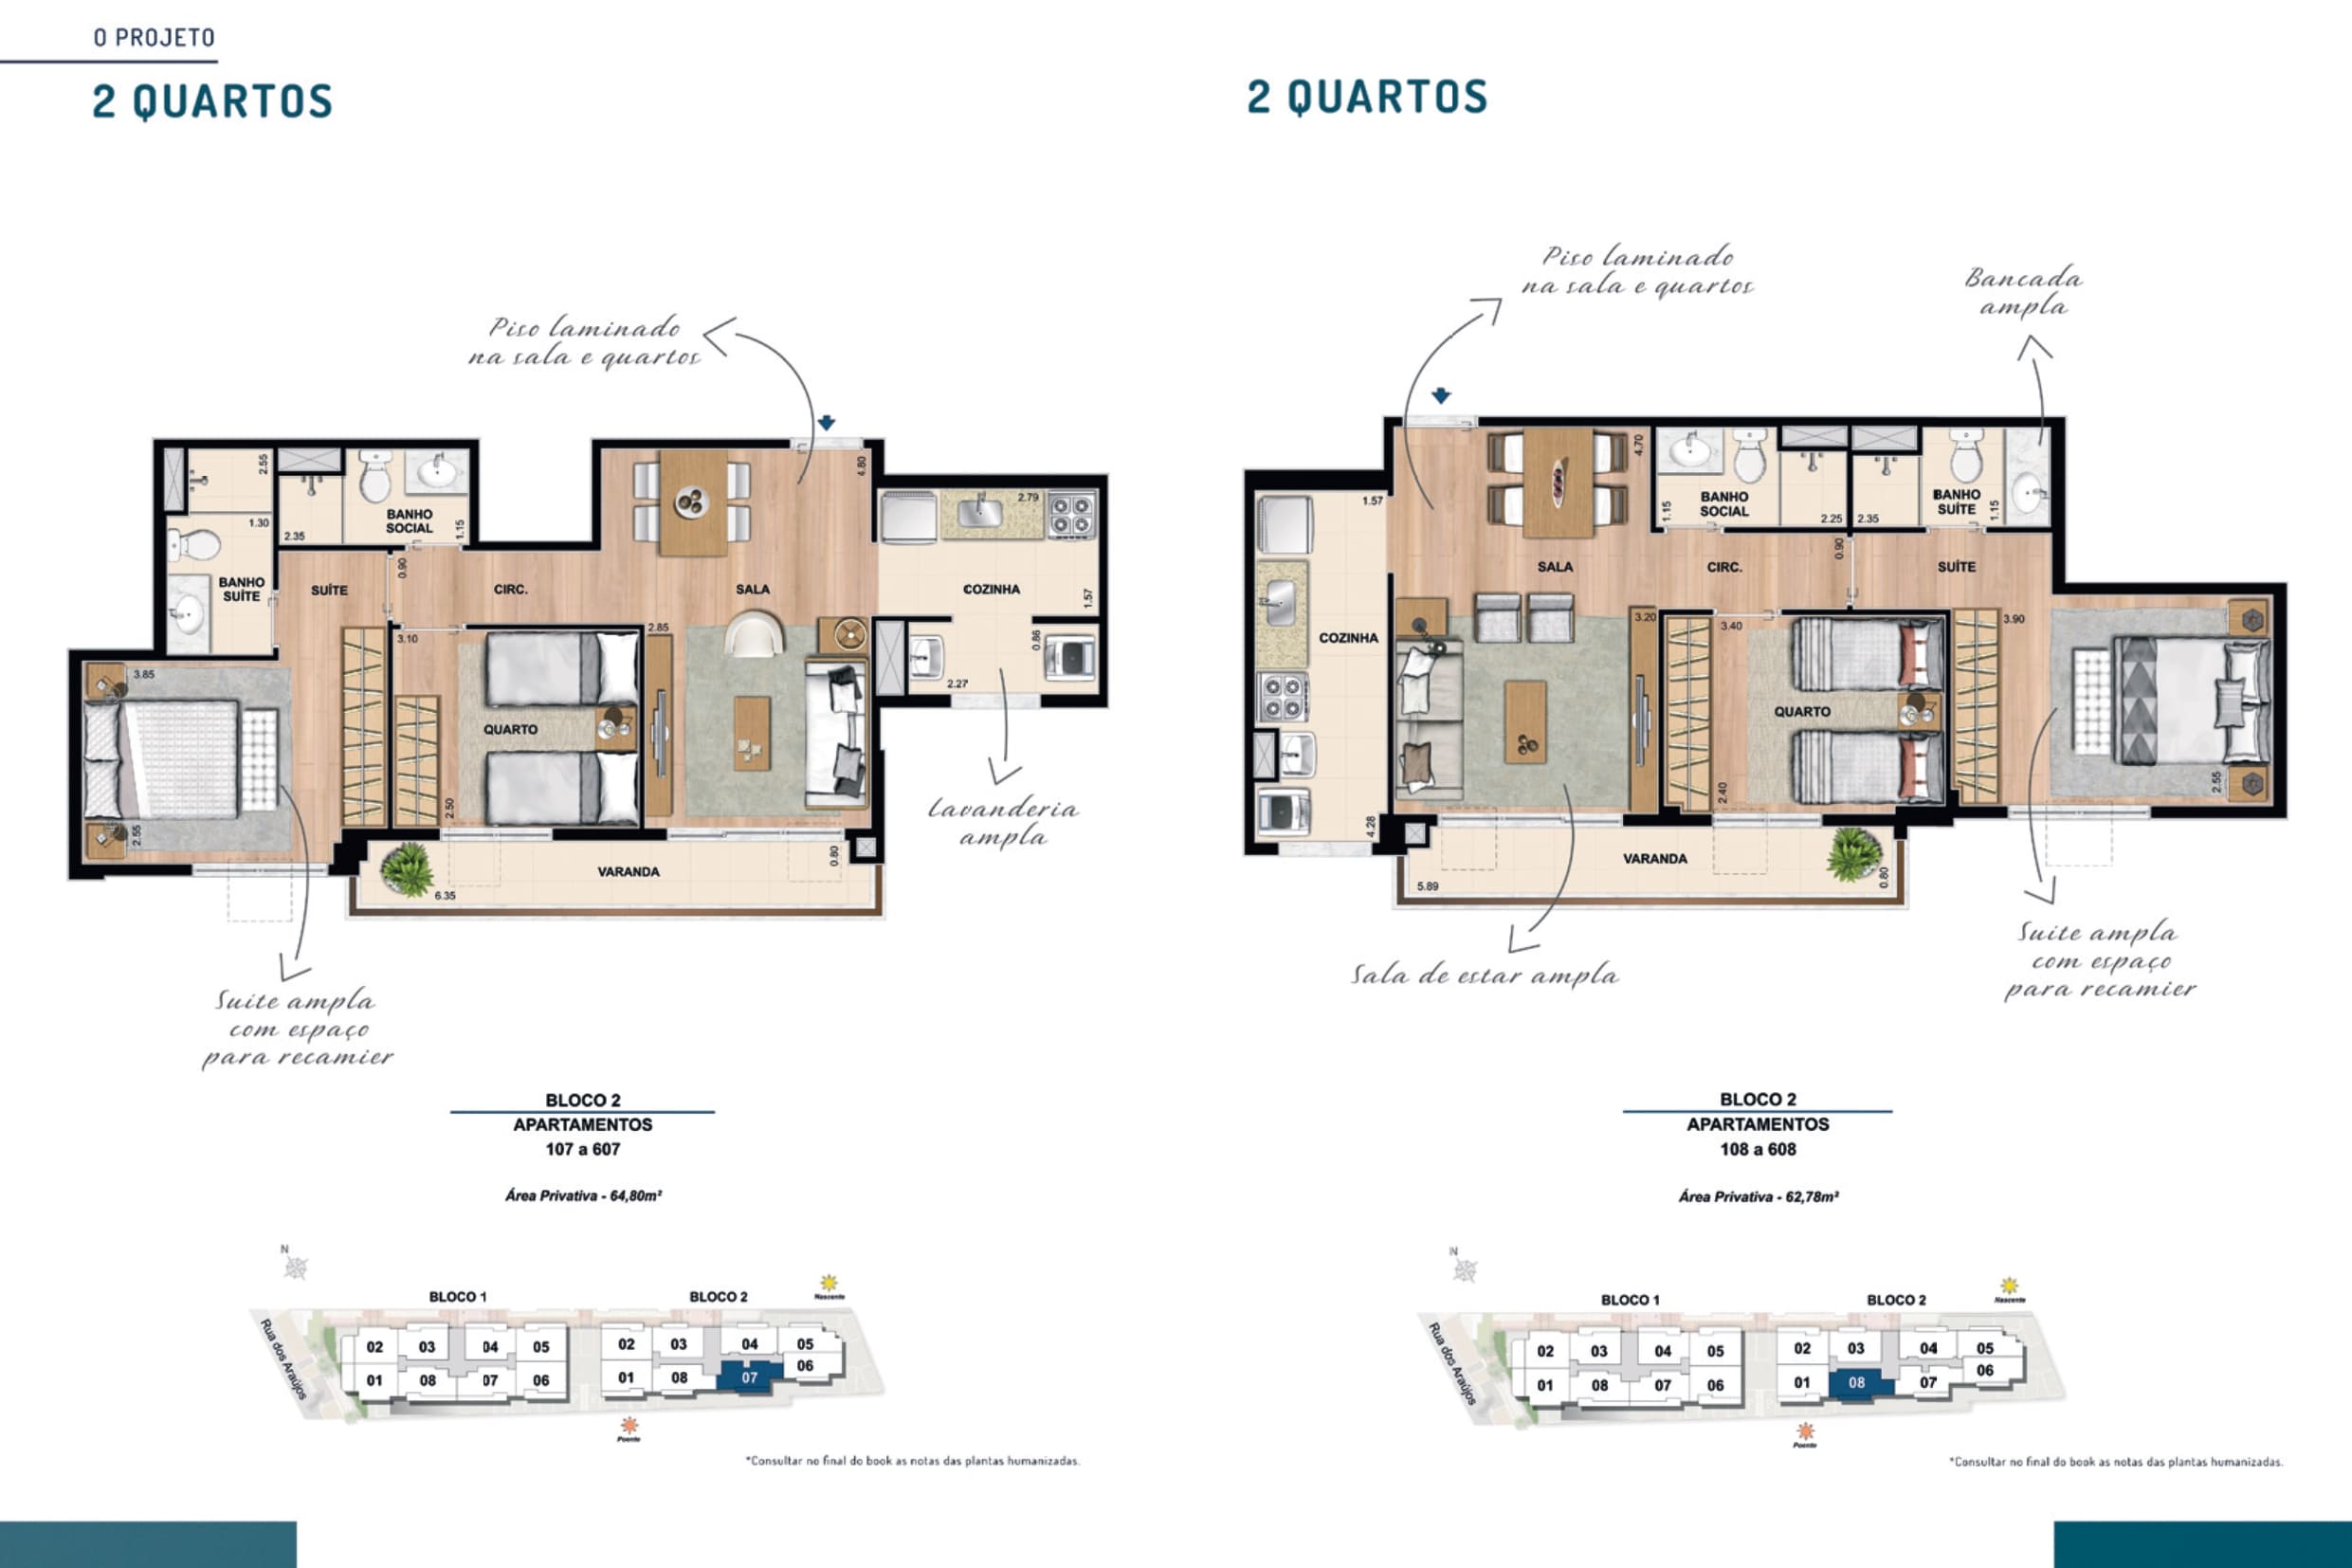 O PROJETO
2 QUARTOS
Piso laminado
na sala e quartos
2.55
1.30
2.35
BANHO
SOCIAL
1.15
4.80
2.79
BANHO
SUÍTE
SUÍTE
0.90
CIRC.
SALA
COZINHA
1.57
3.85
3.10
2.85
0.86
2.27
QUARTO
2.55
2.50
VARANDA
0.80
6.35
Lavanderia
ampla
Suite ampla
com espaço
para recamier
BLOCO 2
APARTAMENTOS
107 a 607
Área Privativa - 64,80m²
N
BLOCO 1
BLOCO 2
Nascente
Rua dos Araújos
02 03 04 05
01 08 07 06
02 03 04 05
01 08 07 06
Poente
*Consultar no final do book as notas das plantas humanizadas.
2 QUARTOS
Piso laminado
na sala e quartos
Bancada
ampla
1.57
4.70
BANHO
SOCIAL
1.15
2.25
2.35
BANHO
SUÍTE
1.15
SALA
CIRC.
0.90
SUÍTE
COZINHA
3.20
3.40
3.90
QUARTO
2.40
2.55
4.28
VARANDA
5.89
0.80
Sala de estar ampla
Suite ampla
com espaço
para recamier
BLOCO 2
APARTAMENTOS
108 a 608
Área Privativa - 62,78m²
N
BLOCO 1
BLOCO 2
Nascente
Rua dos Araújos
02 03 04 05
01 08 07 06
02 03 04 05
01 08 07 06
Poente
*Consultar no final do book as notas das plantas humanizadas.